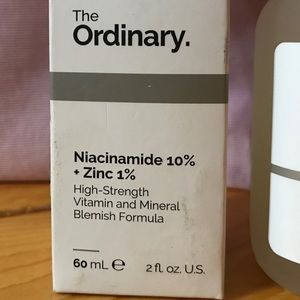 The
Ordinary.
Niacinamide 10%
+ Zinc 1%
High-Strength
Vitamin and Mineral
Blemish Formula
60 mL ℮ 2 fl. oz. U.S.